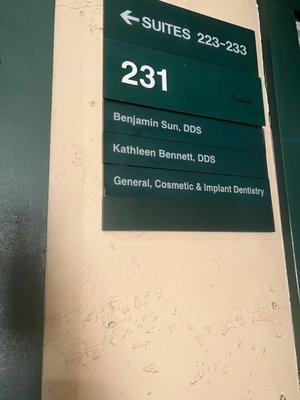 ← SUITES 223-233
231
Benjamin Sun, DDS
Kathleen Bennett, DDS
General, Cosmetic & Implant Dentistry